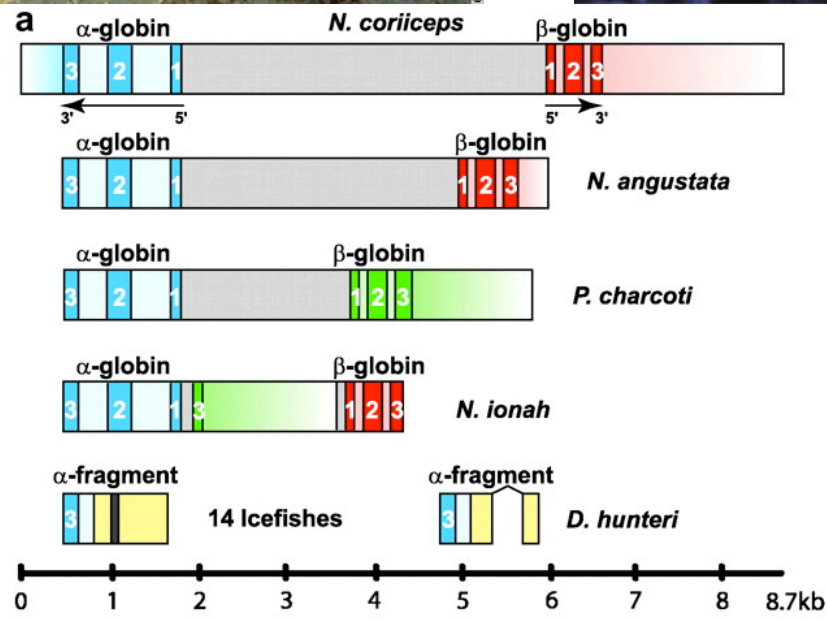 a
α-globin N. coriiceps β-globin
3 2 1 1 2 3
3' 5' 5' 3'
α-globin β-globin
3 2 1 1 2 3 N. angustata
α-globin β-globin
3 2 1 1 2 3 P. charcoti
α-globin β-globin
3 2 1 3 1 2 3 N. ionah
α-fragment α-fragment
3 14 Icefishes 3 D. hunteri
0 1 2 3 4 5 6 7 8 8.7kb